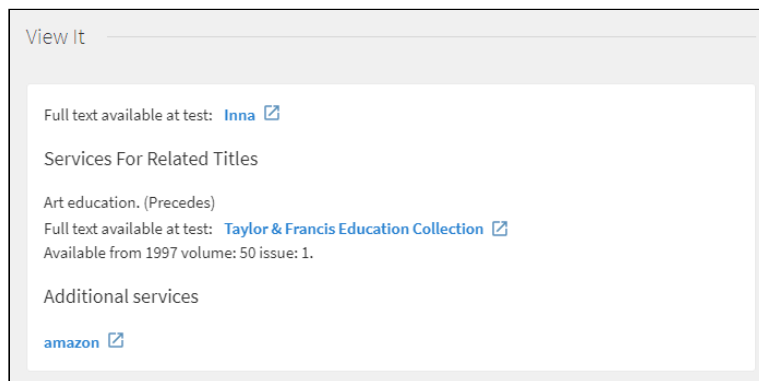 View It
Full text available at test: Inna
Services For Related Titles
Art education. (Precedes)
Full text available at test: Taylor & Francis Education Collection
Available from 1997 volume: 50 issue: 1.
Additional services
amazon